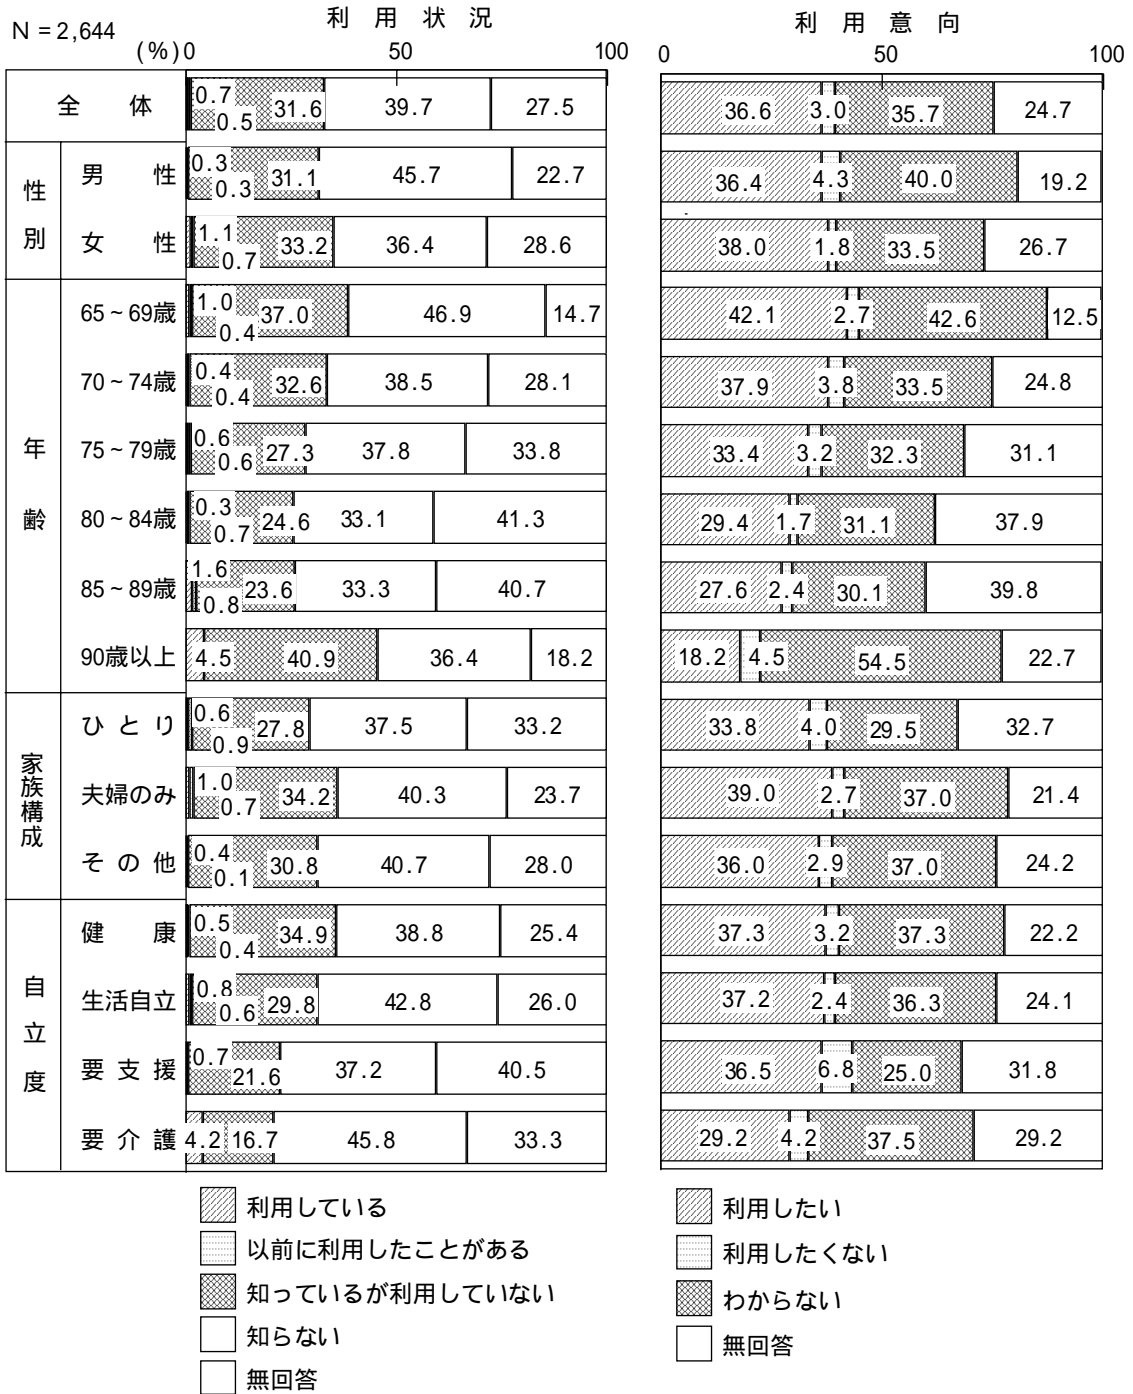 利用状況 利用意向
N = 2,644
(%) 0 50 100 0 50 100
全体 0.7 0.5 31.6 39.7 27.5 36.6 3.0 35.7 24.7
性別
男性 0.3 0.3 31.1 45.7 22.7 36.4 4.3 40.0 19.2
女性 1.1 0.7 33.2 36.4 28.6 38.0 1.8 33.5 26.7
年齢
65~69歳 1.0 0.4 37.0 46.9 14.7 42.1 2.7 42.6 12.5
70~74歳 0.4 0.4 32.6 38.5 28.1 37.9 3.8 33.5 24.8
75~79歳 0.6 0.6 27.3 37.8 33.8 33.4 3.2 32.3 31.1
80~84歳 0.3 0.7 24.6 33.1 41.3 29.4 1.7 31.1 37.9
85~89歳 1.6 0.8 23.6 33.3 40.7 27.6 2.4 30.1 39.8
90歳以上 4.5 40.9 36.4 18.2 18.2 4.5 54.5 22.7
家族構成
ひとり 0.6 0.9 27.8 37.5 33.2 33.8 4.0 29.5 32.7
夫婦のみ 1.0 0.7 34.2 40.3 23.7 39.0 2.7 37.0 21.4
その他 0.4 0.1 30.8 40.7 28.0 36.0 2.9 37.0 24.2
自立度
健康 0.5 0.4 34.9 38.8 25.4 37.3 3.2 37.3 22.2
生活自立 0.8 0.6 29.8 42.8 26.0 37.2 2.4 36.3 24.1
要支援 0.7 21.6 37.2 40.5 36.5 6.8 25.0 31.8
要介護 4.2 16.7 45.8 33.3 29.2 4.2 37.5 29.2
利用している
以前に利用したことがある
知っているが利用していない
知らない
無回答
利用したい
利用したくない
わからない
無回答